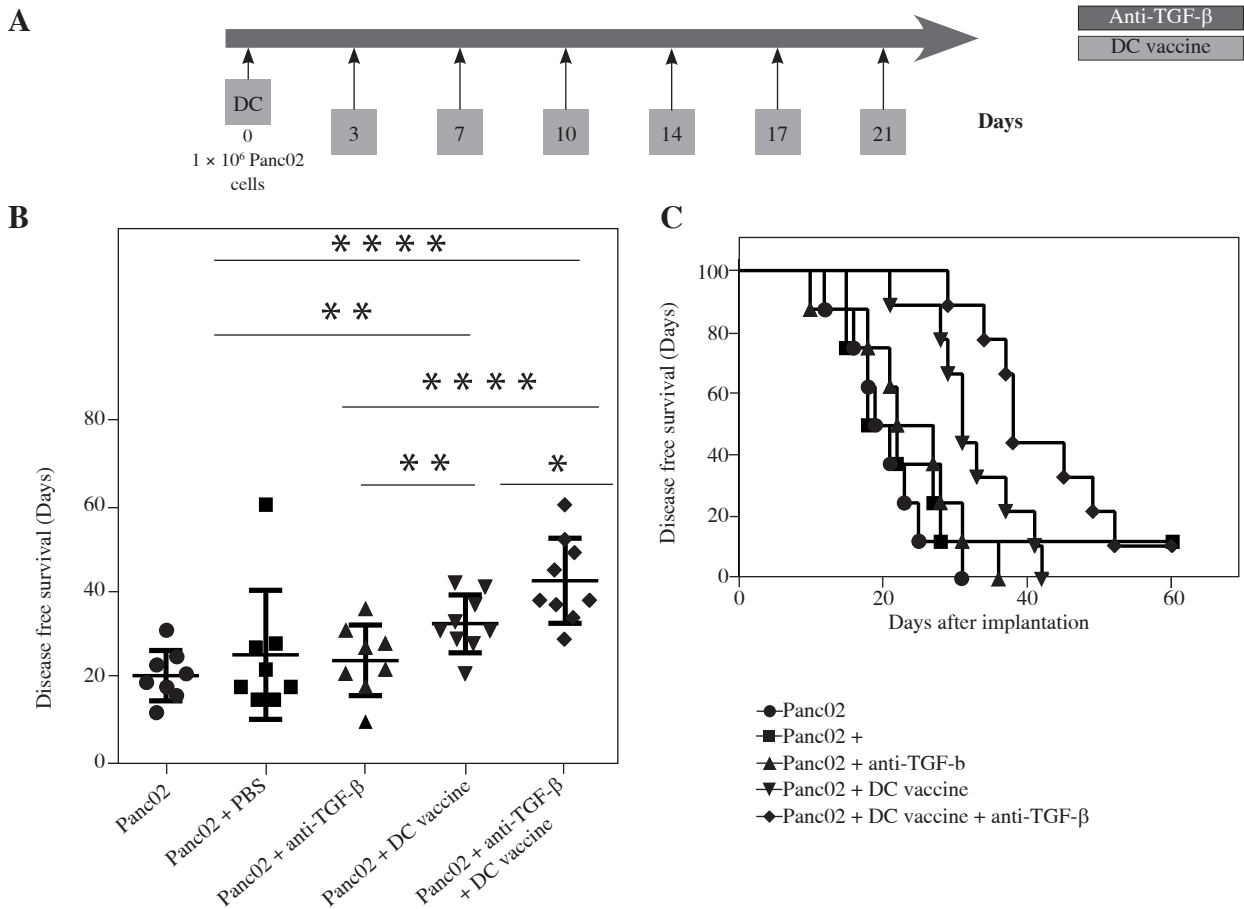 A
Anti-TGF-β
DC vaccine
DC
0
3
7
10
14
17
21
Days
1 × 10⁶ Panc02
cells
B
****
**
****
**
*
Disease free survival (Days)
80
60
40
20
0
Panc02
Panc02 + PBS
Panc02 + anti-TGF-β
Panc02 + DC vaccine
Panc02 + anti-TGF-β
+ DC vaccine
C
Disease free survival (Days)
100
80
60
40
20
0
0
20
40
60
Days after implantation
Panc02
Panc02 +
Panc02 + anti-TGF-b
Panc02 + DC vaccine
Panc02 + DC vaccine + anti-TGF-β